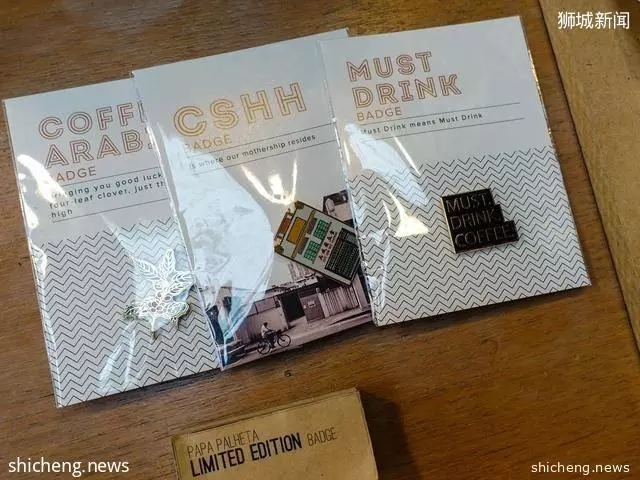 狮城新闻
COFF
ARAB
BADGE
Bringing you good luck
four-leaf clover, just th
high
CSHH
BADGE
is where our mothership resides
MUST
DRINK
BADGE
Must Drink means Must Drink
MUST
DRINK
COFFEE
PAPA PALHETA
LIMITED EDITION BADGE
shicheng.news
shicheng.news